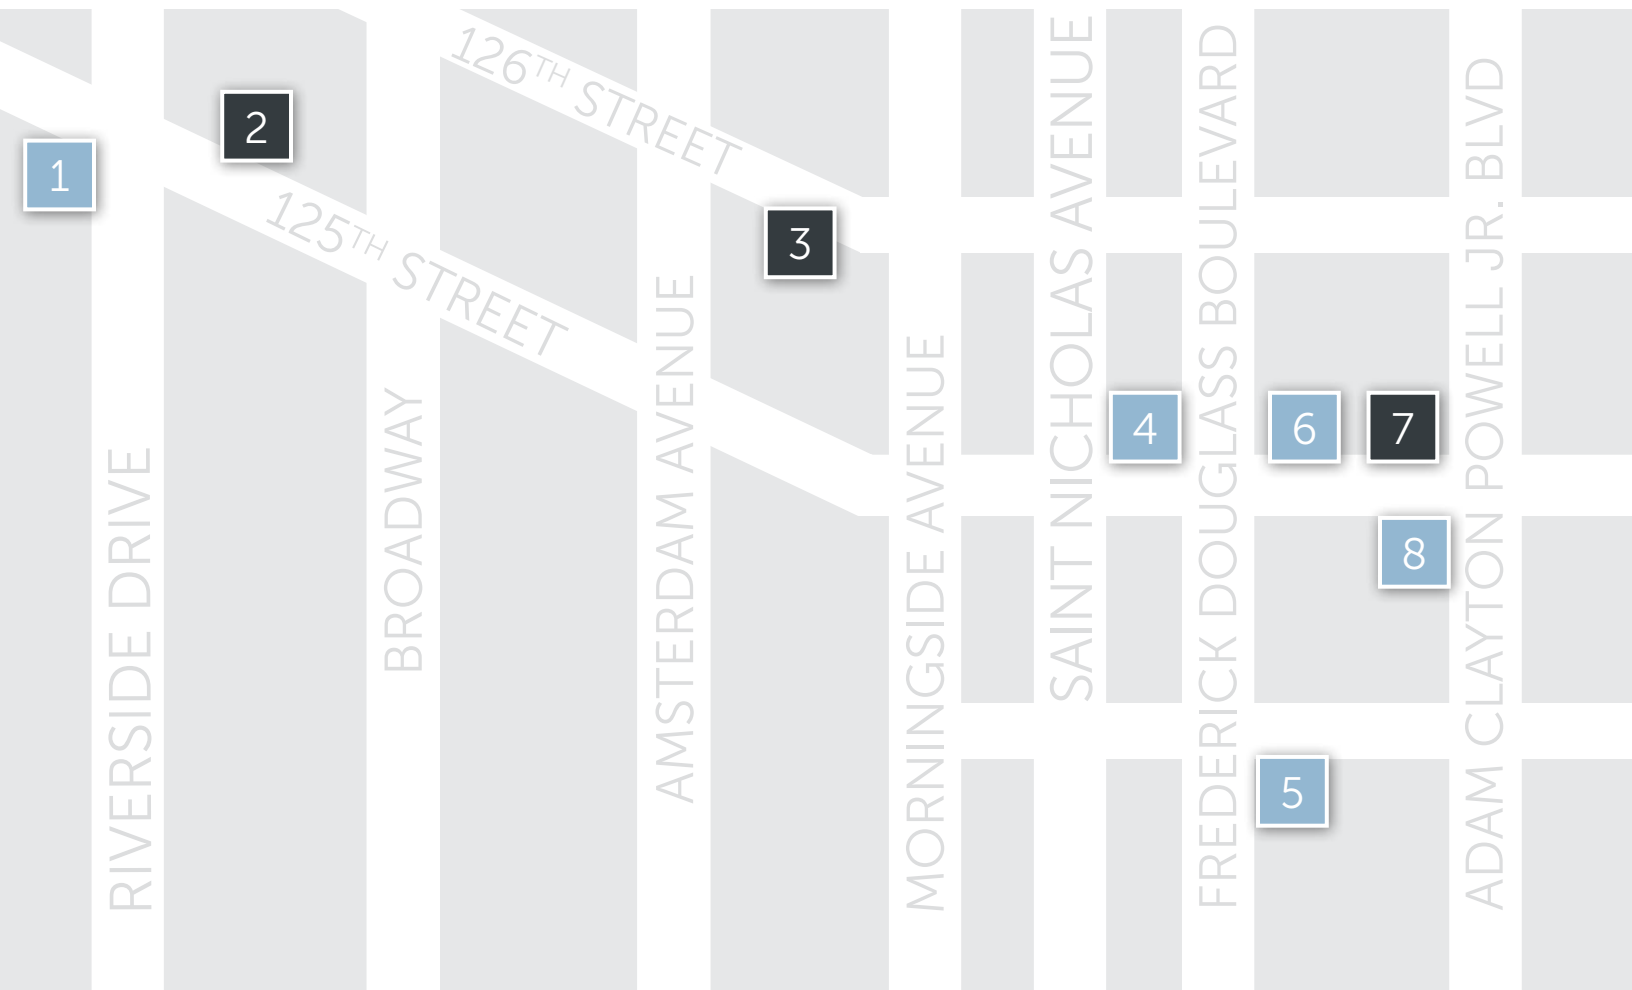 126TH STREET
2
1
125TH STREET
3
RIVERSIDE DRIVE
BROADWAY
AMSTERDAM AVENUE
MORNINGSIDE AVENUE
SAINT NICHOLAS AVENUE
FREDERICK DOUGLASS BOULEVARD
ADAM CLAYTON POWELL JR. BLVD
4
6
7
8
5